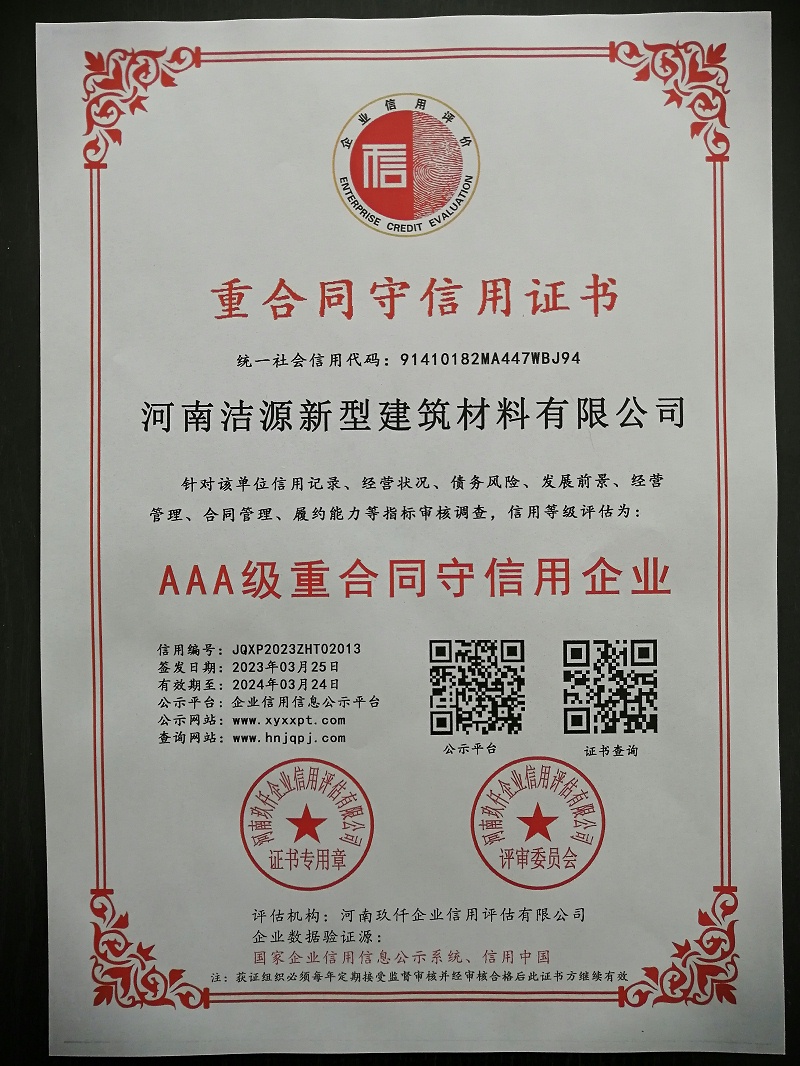 企业信用评价
信
ENTERPRISE CREDIT EVALUATION
重合同守信用证书
统一社会信用代码：91410182MA447WBJ94
河南洁源新型建筑材料有限公司
针对该单位信用记录、经营状况、债务风险、发展前景、经营
管理、合同管理、履约能力等指标审核调查，信用等级评估为：
AAA级重合同守信用企业
信用编号：JQXP2023ZHT02013
签发日期：2023年03月25日
有效期至：2024年03月24日
公示平台：企业信用信息公示平台
公示网站：www.xyxxpt.com
查询网站：www.hnjqpj.com
公示平台
证书查询
河南玖仟企业信用评估有限公司
证书专用章
河南玖仟企业信用评估有限公司
评审委员会
评估机构：河南玖仟企业信用评估有限公司
企业数据验证源：
国家企业信用信息公示系统、信用中国
注：获证组织必须每年定期接受监督审核并经审核合格后此证书方继续有效